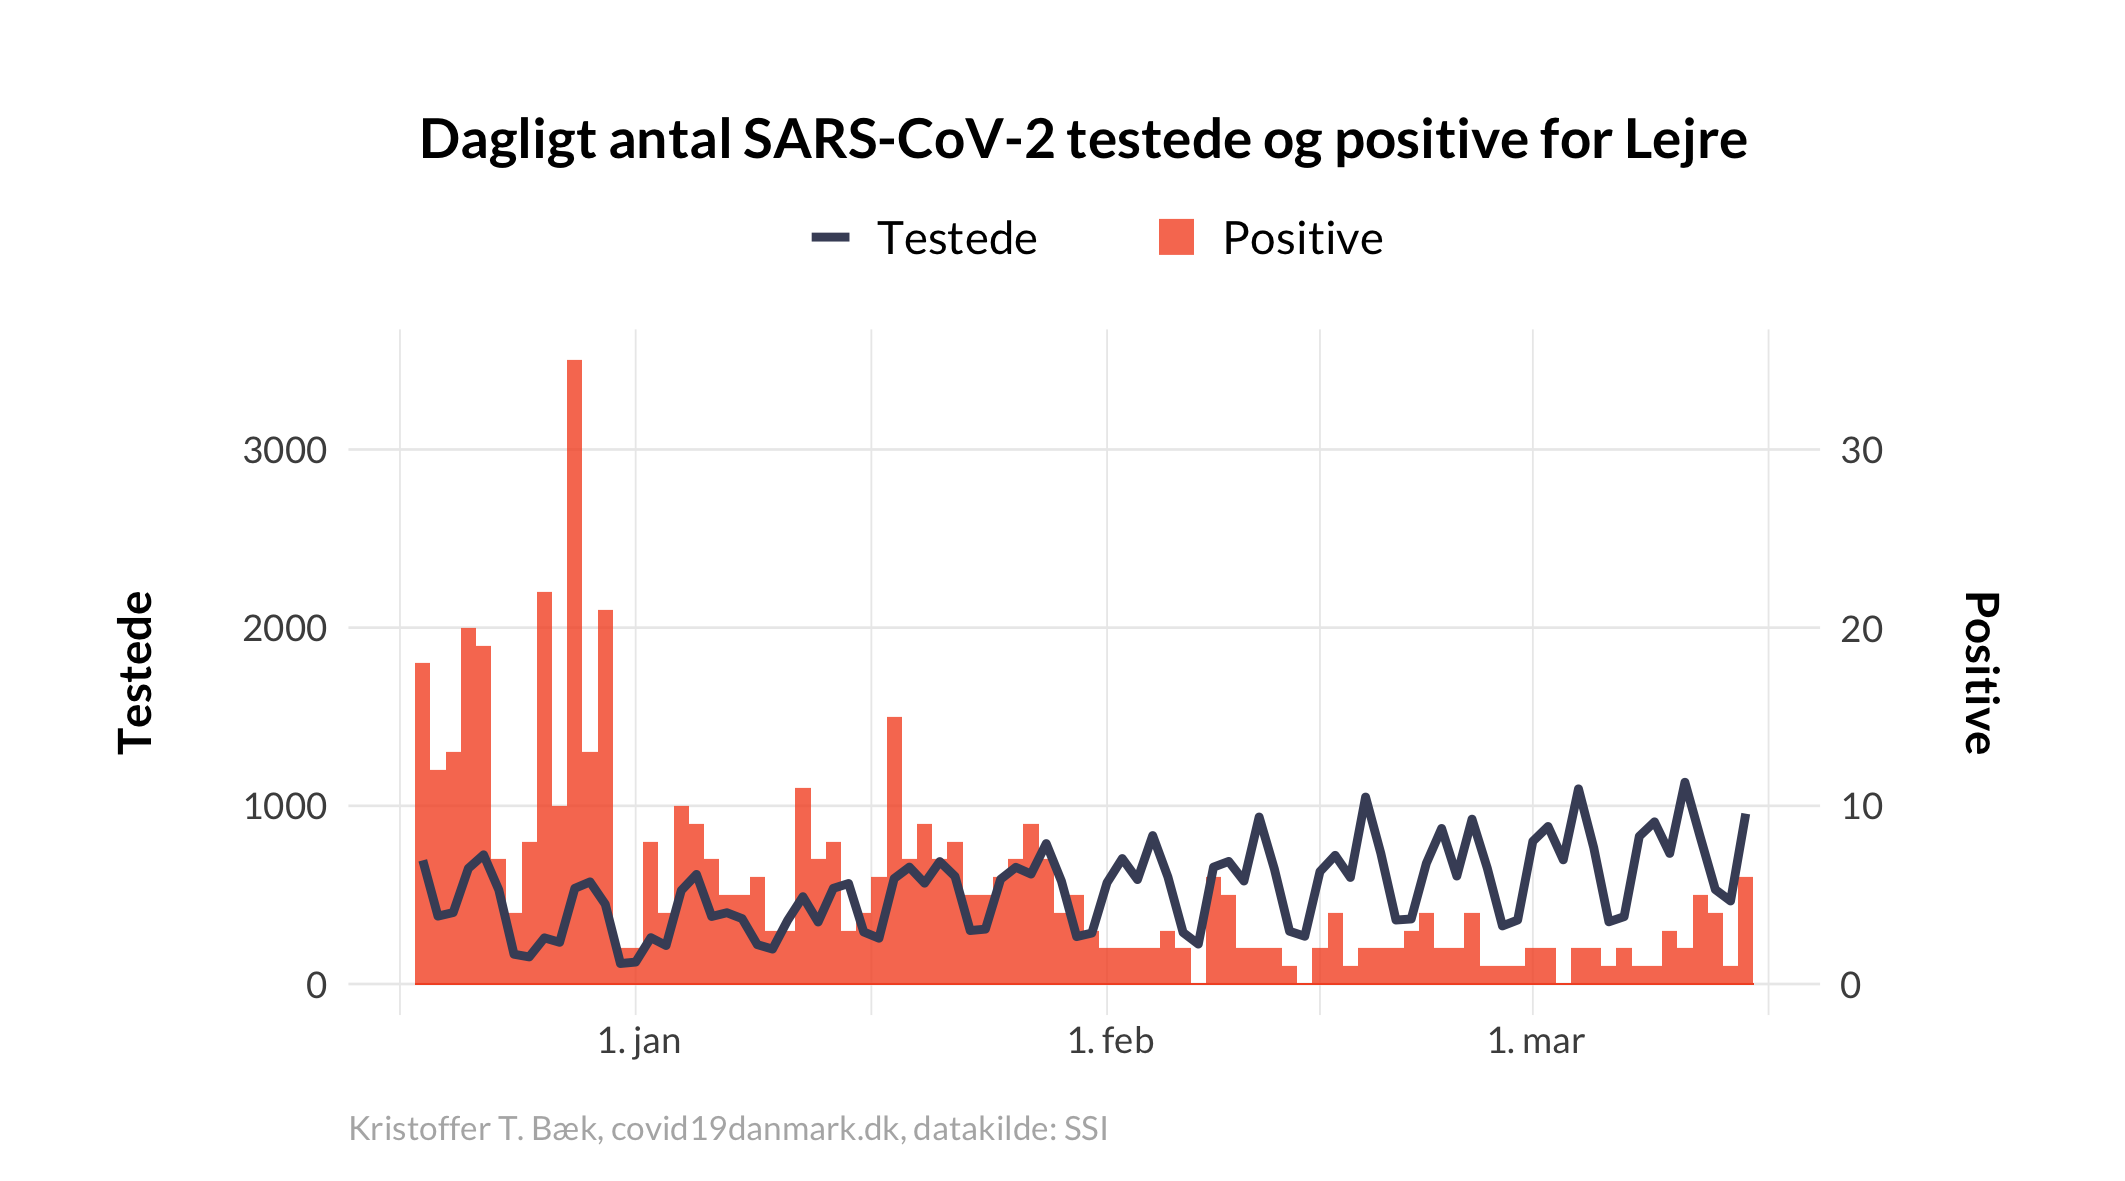 Dagligt antal SARS-CoV-2 testede og positive for Lejre
Testede
Positive
3000
2000
1000
0
30
20
10
0
Testede
Positive
1. jan
1. feb
1. mar
Kristoffer T. Bæk, covid19danmark.dk, datakilde: SSI